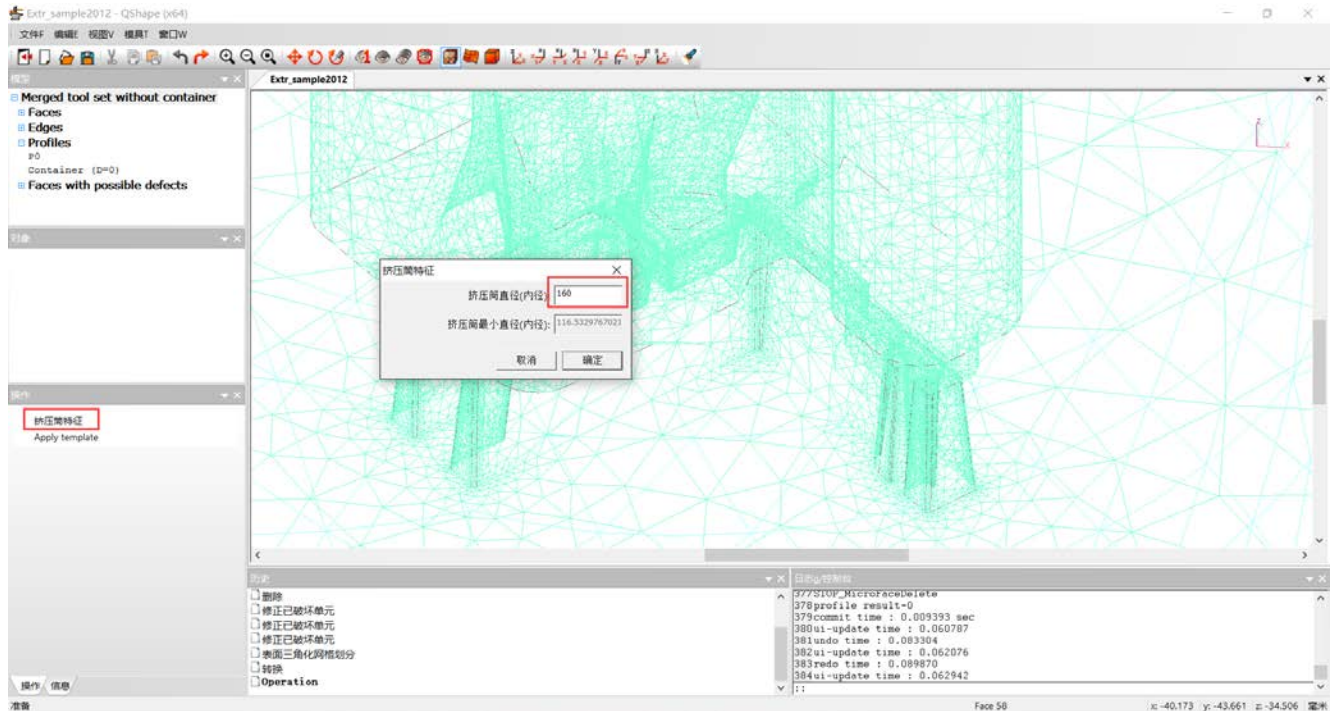 Extr_sample2012 - QShape (x64)
文件F 编辑E 视图V 模具T 窗口W
模型
Extr_sample2012
Merged tool set without container
Faces
Edges
Profiles
P0
Container (D=0)
Faces with possible defects
对象
挤压筒特征
挤压筒直径(内径)
160
挤压筒最小直径(内径):
116.5329767021
取消 确定
操作
挤压筒特征
Apply template
操作 信息
历史
删除
修正已破坏单元
修正已破坏单元
修正已破坏单元
表面三角化网格划分
转换
Operation
377STOP_MicroFaceDelete
378profile result=0
379commit time : 0.009393 sec
380ui-update time : 0.060787
381undo time : 0.083304
382ui-update time : 0.062076
383redo time : 0.089870
384ui-update time : 0.062942
::
准备
Face 58
x: -40.173 y: -43.661 z: -34.506 毫米